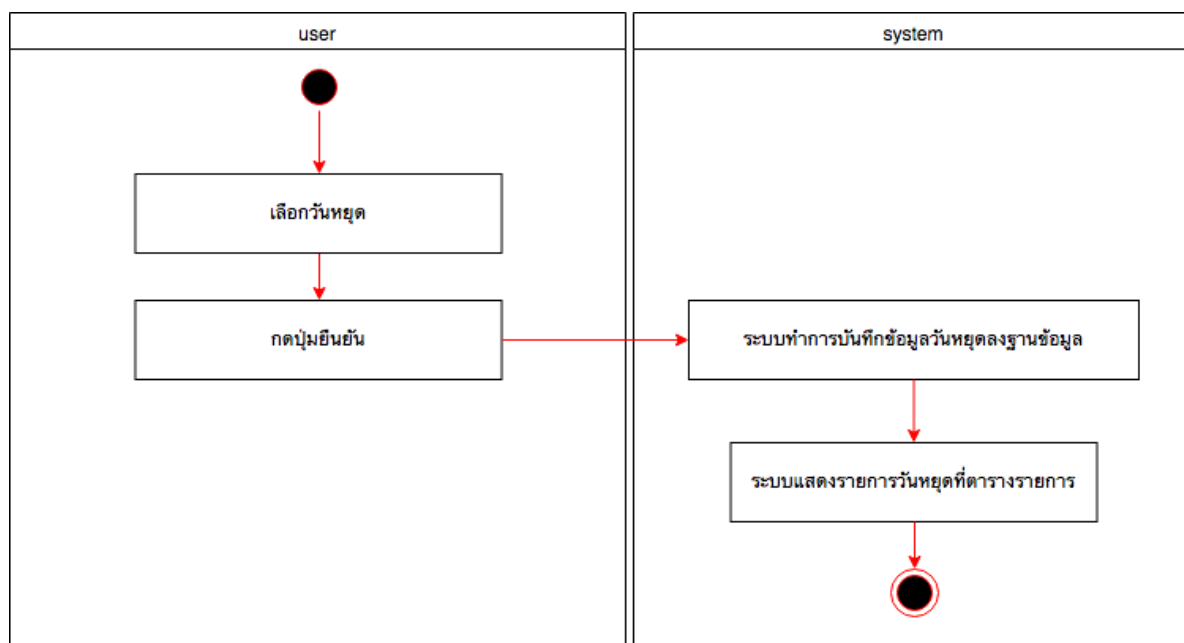 user
system
เลือกวันหยุด
กดปุ่มยืนยัน
ระบบทำการบันทึกข้อมูลวันหยุดลงฐานข้อมูล
ระบบแสดงรายการวันหยุดที่ตารางรายการ